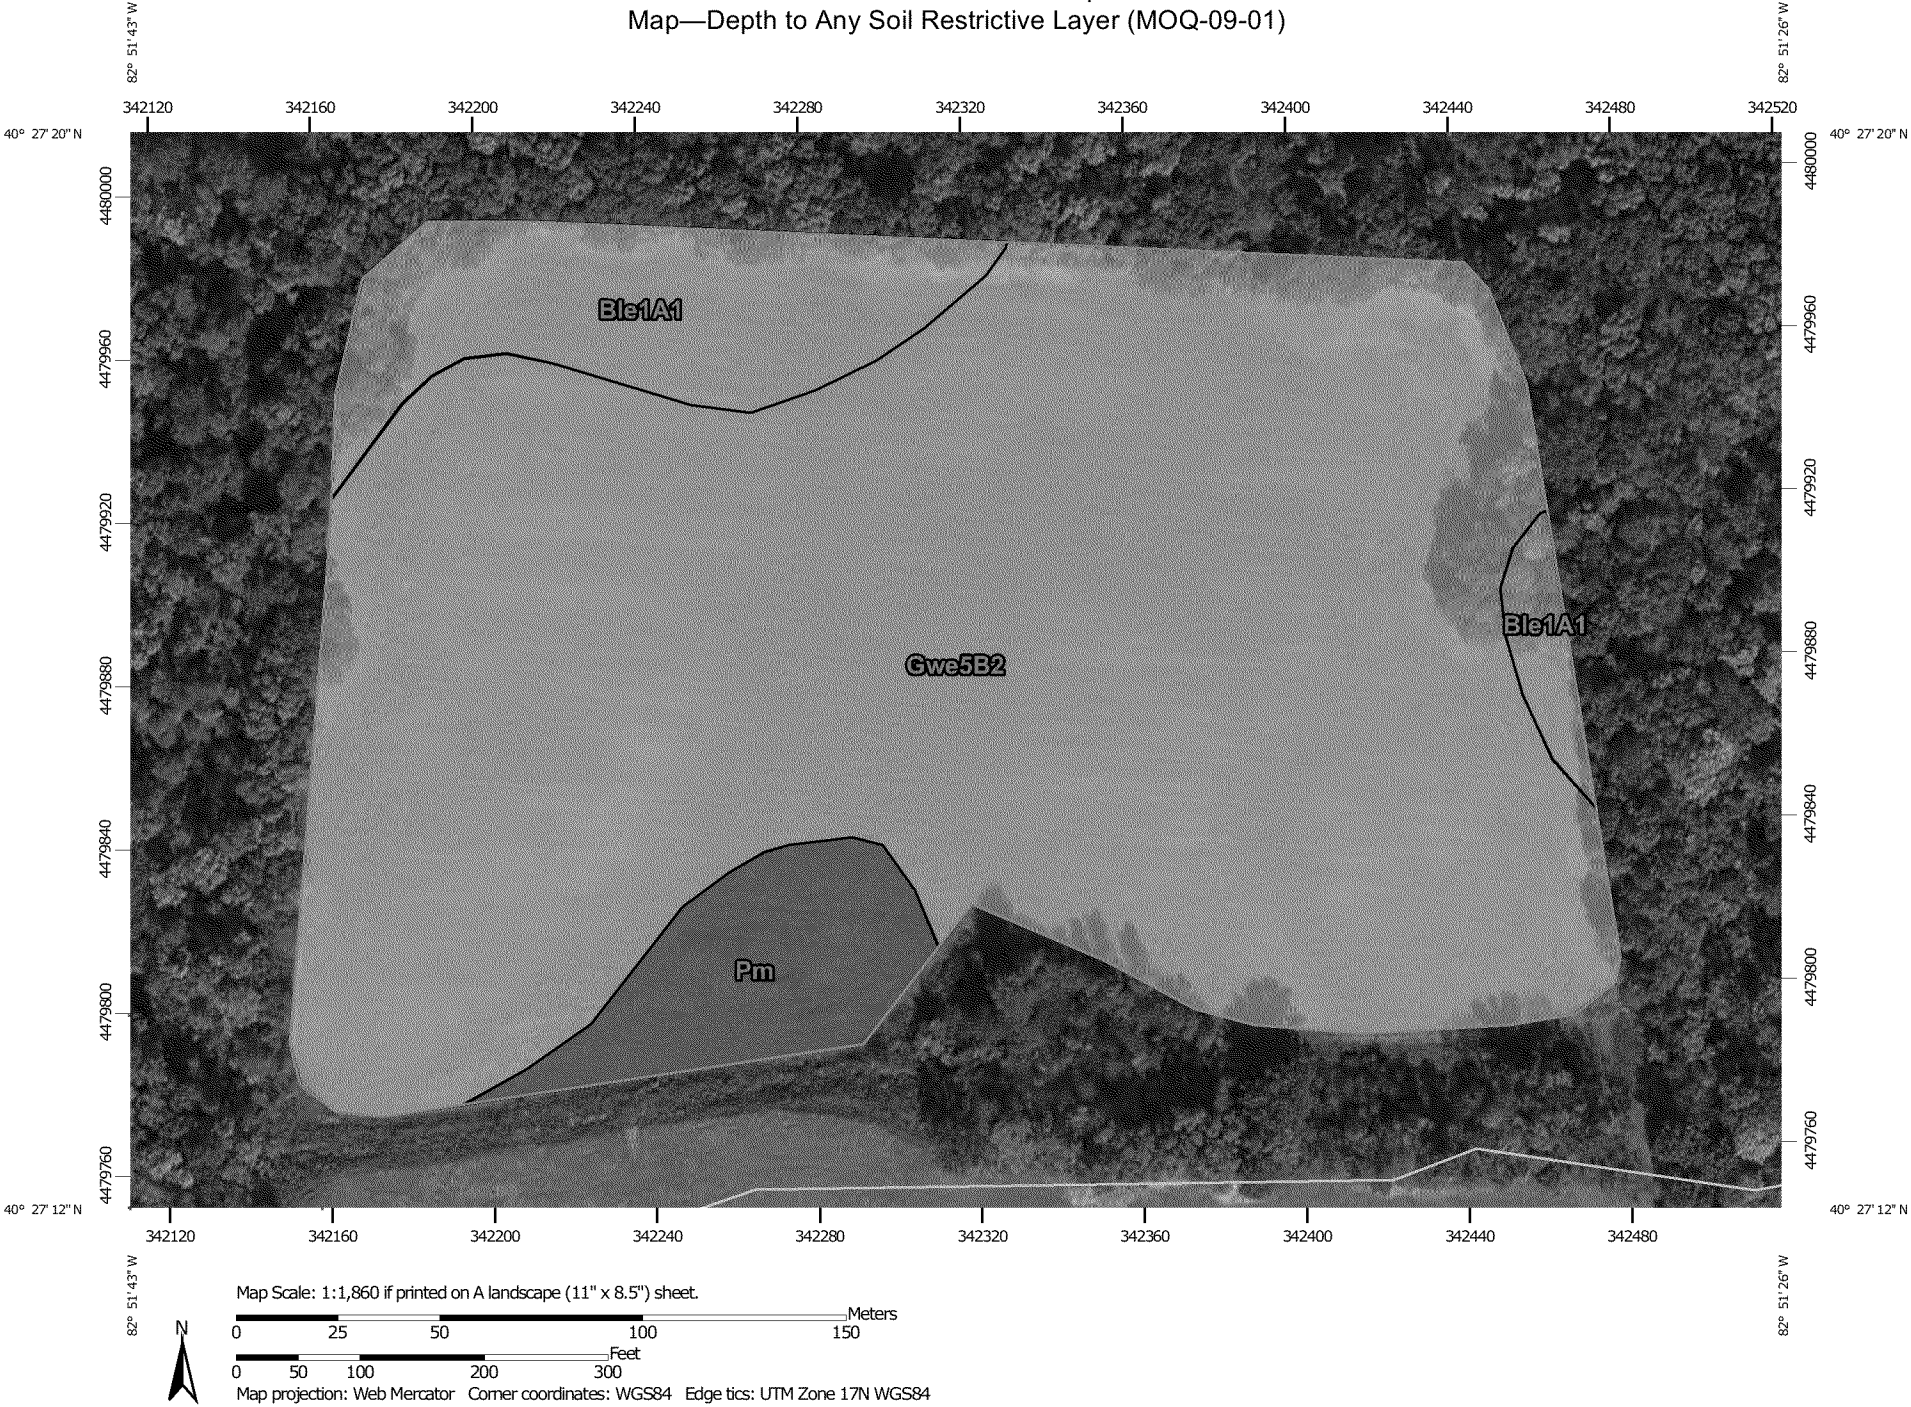 Map—Depth to Any Soil Restrictive Layer (MOQ-09-01)
82° 51' 43" W
82° 51' 26" W
342120 342160 342200 342240 342280 342320 342360 342400 342440 342480 342520
40° 27' 20" N
40° 27' 20" N
4480000
4479960
4479920
4479880
4479840
4479800
4479760
Ble1A1
Ble1A1
Gwe5B2
Pm
4480000
4479960
4479920
4479880
4479840
4479800
4479760
40° 27' 12" N
40° 27' 12" N
342120 342160 342200 342240 342280 342320 342360 342400 342440 342480
82° 51' 43" W
82° 51' 26" W
Map Scale: 1:1,860 if printed on A landscape (11" x 8.5") sheet.
Meters
0 25 50 100 150
N
Feet
0 50 100 200 300
Map projection: Web Mercator Corner coordinates: WGS84 Edge tics: UTM Zone 17N WGS84